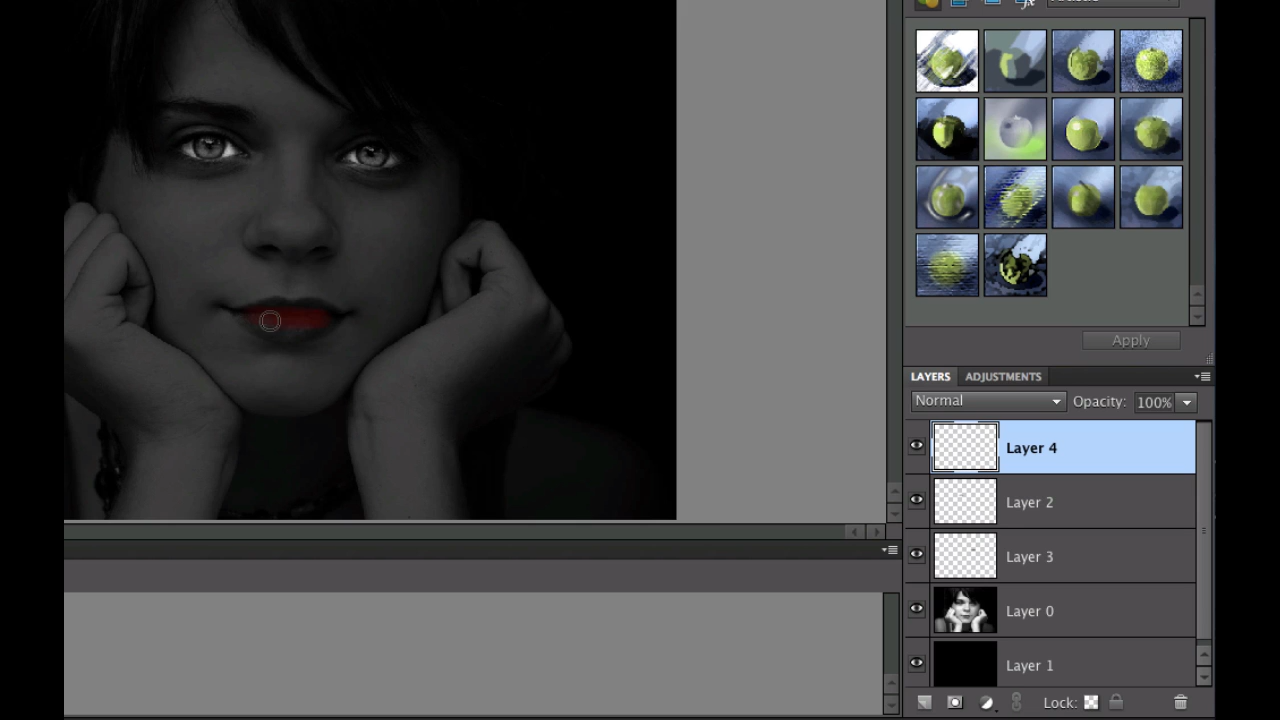 Apply
LAYERS ADJUSTMENTS
Normal Opacity: 100%
Layer 4
Layer 2
Layer 3
Layer 0
Layer 1
Lock: